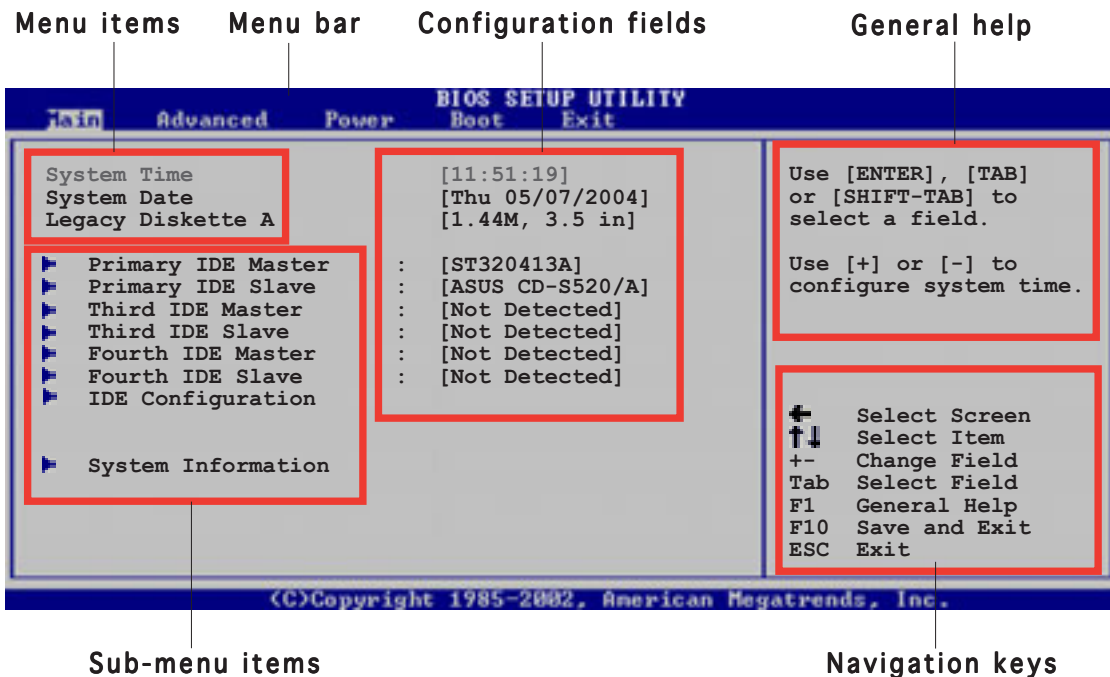 Menu items Menu bar Configuration fields General help
BIOS SETUP UTILITY
Main Advanced Power Boot Exit
System Time [11:51:19]
System Date [Thu 05/07/2004]
Legacy Diskette A [1.44M, 3.5 in]
Primary IDE Master : [ST320413A]
Primary IDE Slave : [ASUS CD-S520/A]
Third IDE Master : [Not Detected]
Third IDE Slave : [Not Detected]
Fourth IDE Master : [Not Detected]
Fourth IDE Slave : [Not Detected]
IDE Configuration
System Information
Use [ENTER], [TAB]
or [SHIFT-TAB] to
select a field.
Use [+] or [-] to
configure system time.
← Select Screen
↑↓ Select Item
+- Change Field
Tab Select Field
F1 General Help
F10 Save and Exit
ESC Exit
(C)Copyright 1985-2002, American Megatrends, Inc.
Sub-menu items Navigation keys